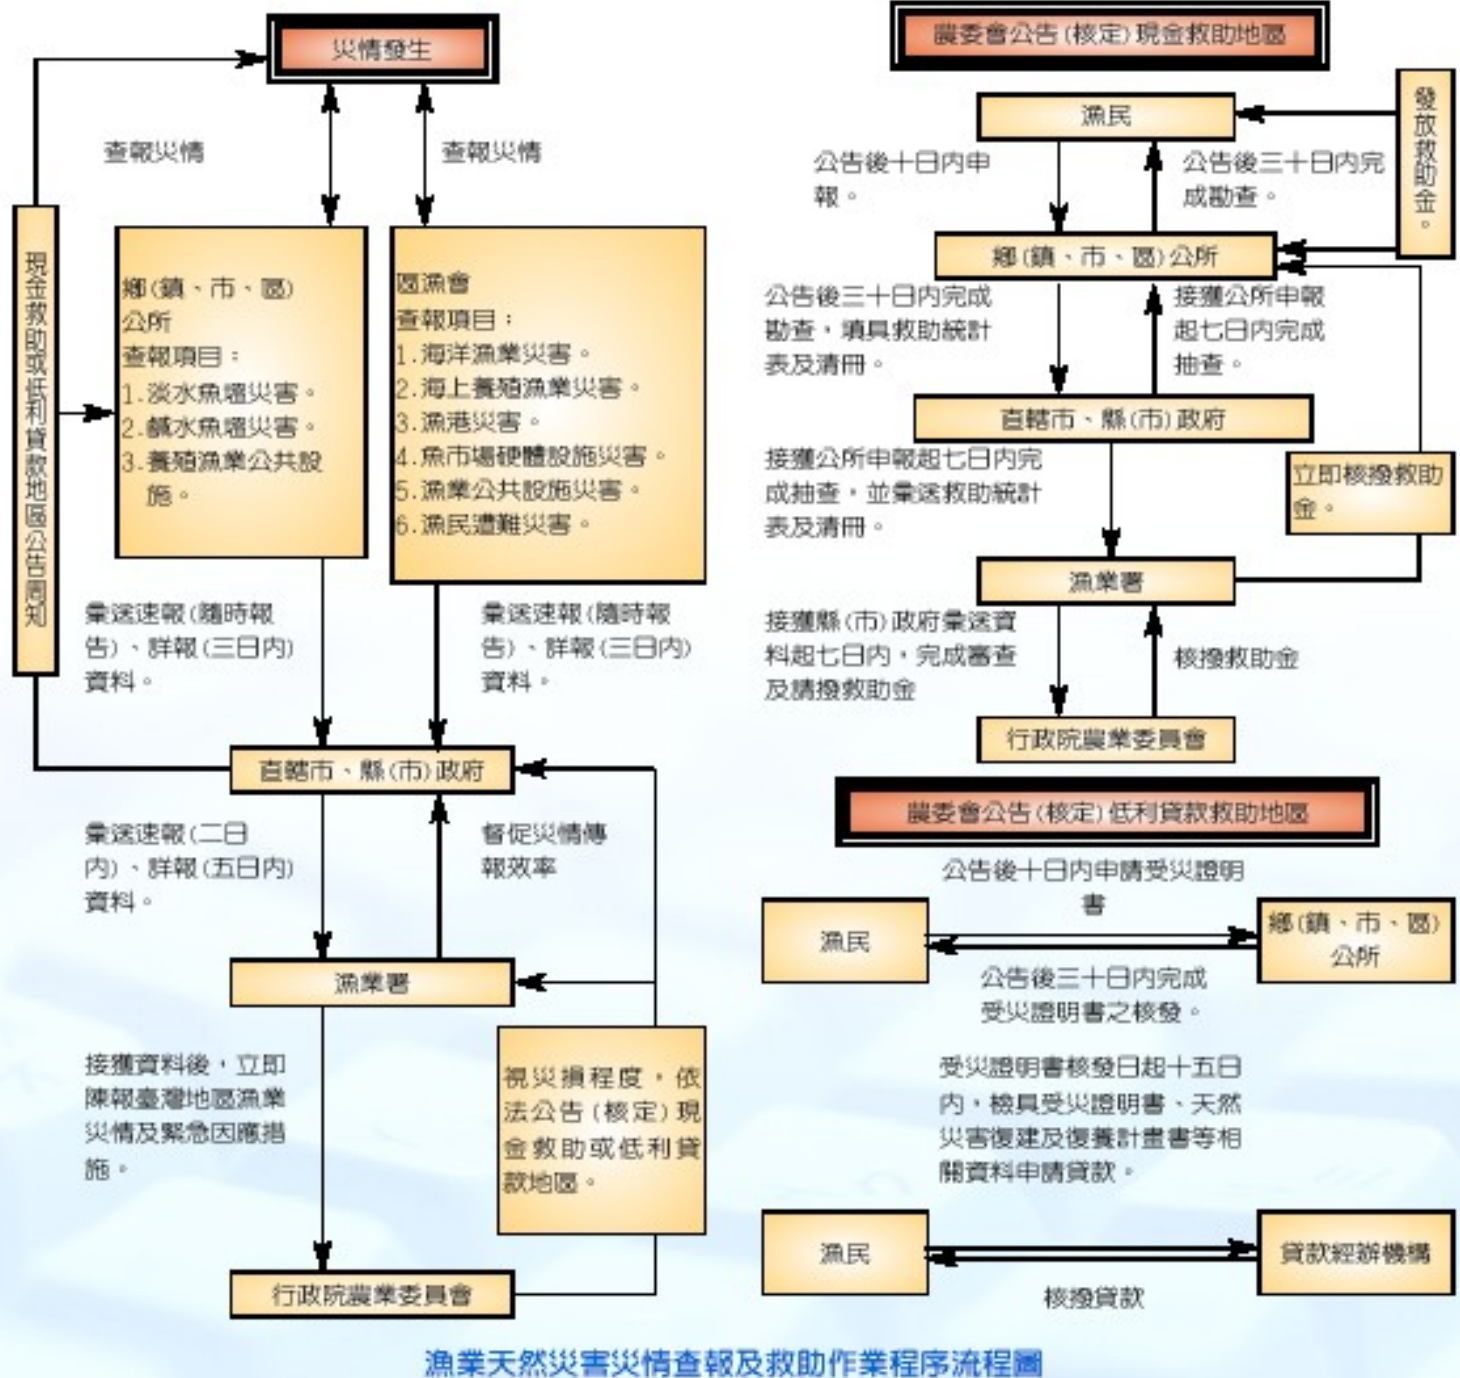 災情發生
查報災情
查報災情
現金救助或低利貸款地區公告周知
鄉(鎮、市、區)
公所
查報項目：
1.淡水魚塭災害。
2.鹹水魚塭災害。
3.養殖漁業公共設
施。
區漁會
查報項目：
1.海洋漁業災害。
2.海上養殖漁業災害。
3.漁港災害。
4.魚市場硬體設施災害。
5.漁業公共設施災害。
6.漁民遭難災害。
彙送速報(隨時報
告)、詳報(三日內)
資料。
彙送速報(隨時報
告)、詳報(三日內)
資料。
直轄市、縣(市)政府
彙送速報(二日
內)、詳報(五日內)
資料。
督促災情傳
報效率
漁業署
接獲資料後，立即
陳報臺灣地區漁業
災情及緊急因應措
施。
視災損程度，依
法公告(核定)現
金救助或低利貸
款地區。
行政院農業委員會
農委會公告(核定)現金救助地區
漁民
發放救助金。
公告後十日內申
報。
公告後三十日內完
成勘查。
鄉(鎮、市、區)公所
公告後三十日內完成
勘查，填具救助統計
表及清冊。
接獲公所申報
起七日內完成
抽查。
直轄市、縣(市)政府
接獲公所申報起七日內完
成抽查，並彙送救助統計
表及清冊。
立即核撥救助
金。
漁業署
接獲縣(市)政府彙送資
料起七日內，完成審查
及請撥救助金
核撥救助金
行政院農業委員會
農委會公告(核定)低利貸款救助地區
公告後十日內申請受災證明
書
漁民
鄉(鎮、市、區)
公所
公告後三十日內完成
受災證明書之核發。
受災證明書核發日起十五日
內，檢具受災證明書、天然
災害復建及復養計畫書等相
關資料申請貸款。
漁民
貸款經辦機構
核撥貸款
漁業天然災害災情查報及救助作業程序流程圖